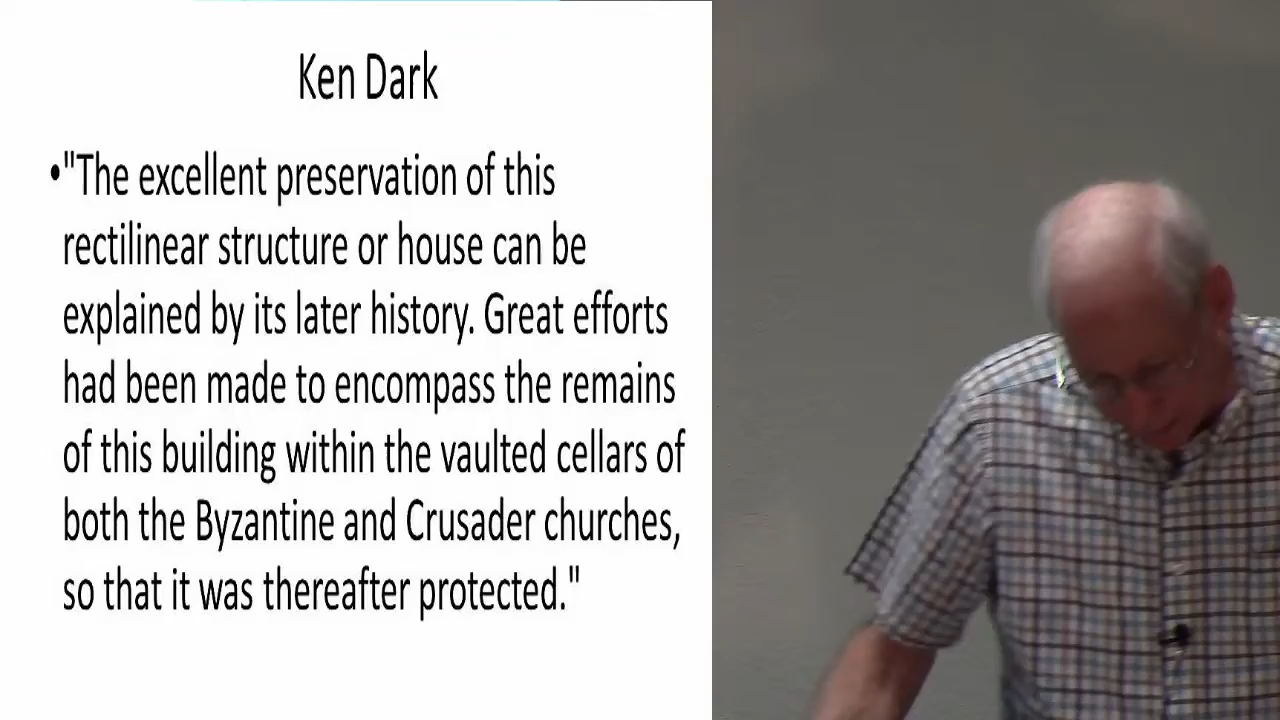 Ken Dark
•"The excellent preservation of this
rectilinear structure or house can be
explained by its later history. Great efforts
had been made to encompass the remains
of this building within the vaulted cellars of
both the Byzantine and Crusader churches,
so that it was thereafter protected."